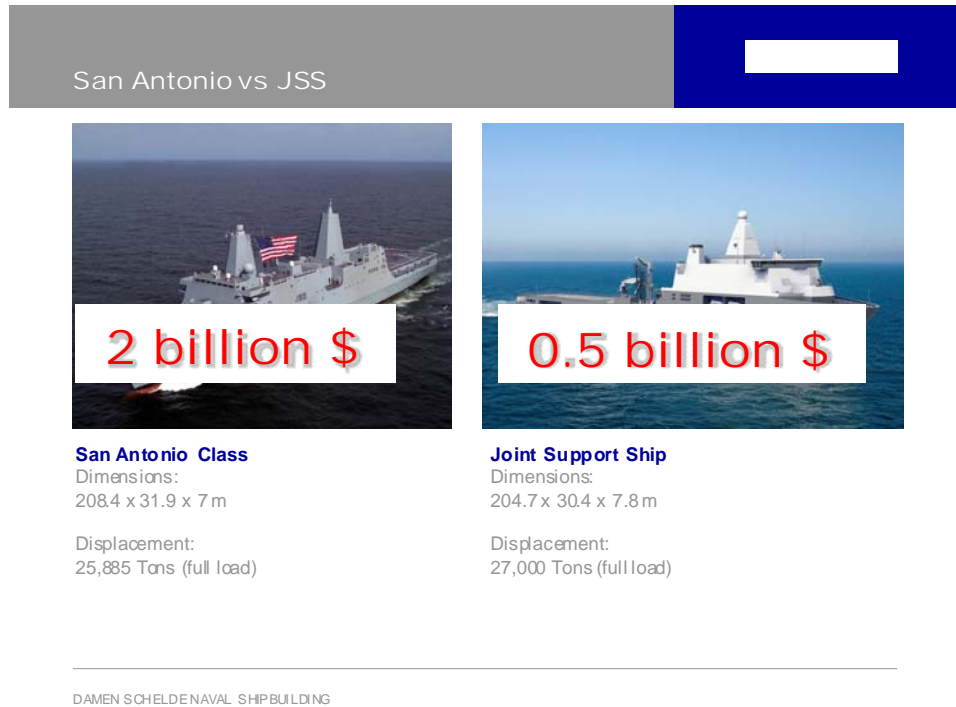 San Antonio vs JSS
2 billion $
0.5 billion $
San Antonio Class
Dimensions:
208.4 x 31.9 x 7 m
Displacement:
25,885 Tons (full load)
Joint Support Ship
Dimensions:
204.7 x 30.4 x 7.8 m
Displacement:
27,000 Tons (full load)
DAMEN SCHELDE NAVAL SHIPBUILDING